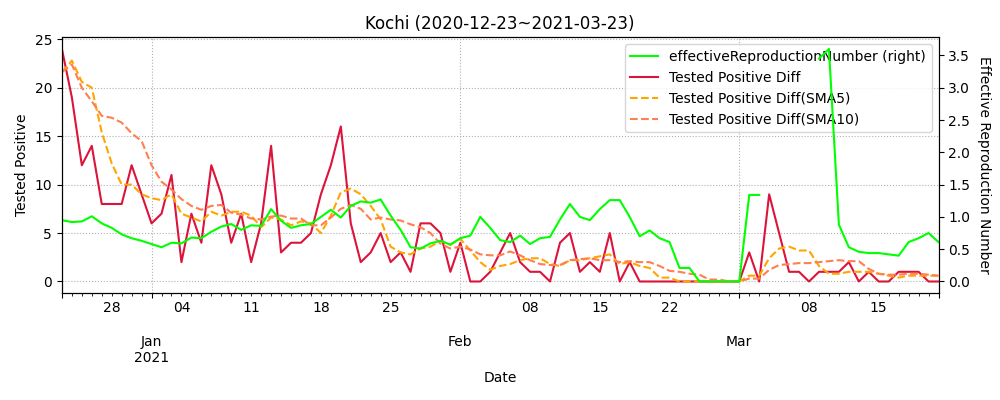 Kochi (2020-12-23~2021-03-23)
effectiveReproductionNumber (right)
Tested Positive Diff
Tested Positive Diff(SMA5)
Tested Positive Diff(SMA10)
Tested Positive
25
20
15
10
5
0
Effective Reproduction Number
3.5
3.0
2.5
2.0
1.5
1.0
0.5
0.0
28 04 11 18 25 08 15 22 08 15
Jan Feb Mar
2021
Date